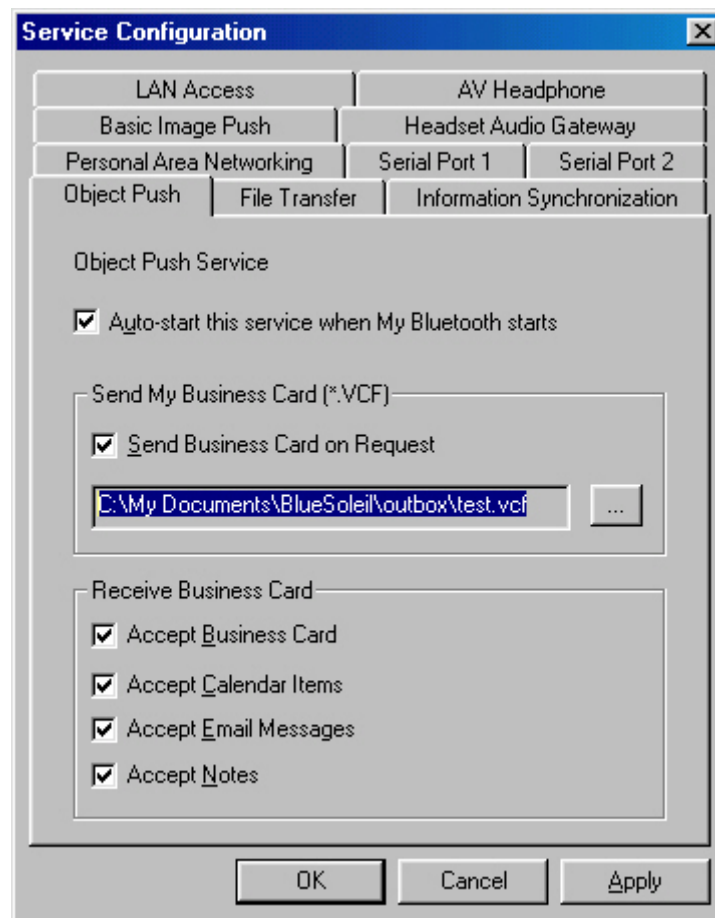 Service Configuration
LAN Access AV Headphone
Basic Image Push Headset Audio Gateway
Personal Area Networking Serial Port 1 Serial Port 2
Object Push File Transfer Information Synchronization
Object Push Service
Auto-start this service when My Bluetooth starts
Send My Business Card (*.VCF)
Send Business Card on Request
C:\My Documents\BlueSoleil\outbox\test.vcf ...
Receive Business Card
Accept Business Card
Accept Calendar Items
Accept Email Messages
Accept Notes
OK Cancel Apply